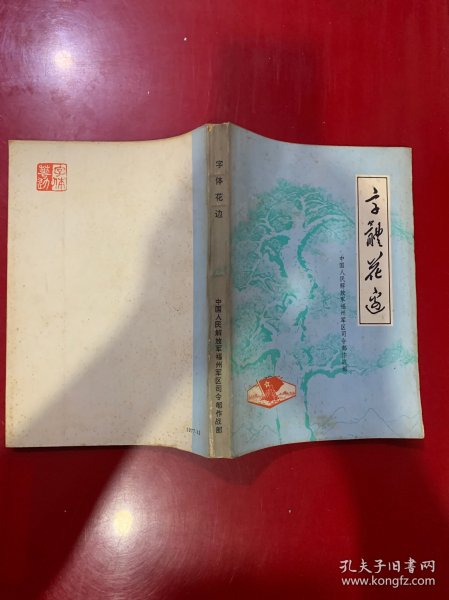 字體花邊
中国人民解放军福州军区司令部作战部
字体花边
中国人民解放军福州军区司令部作战部
字体
花边
孔夫子旧书网
www.kongfz.com